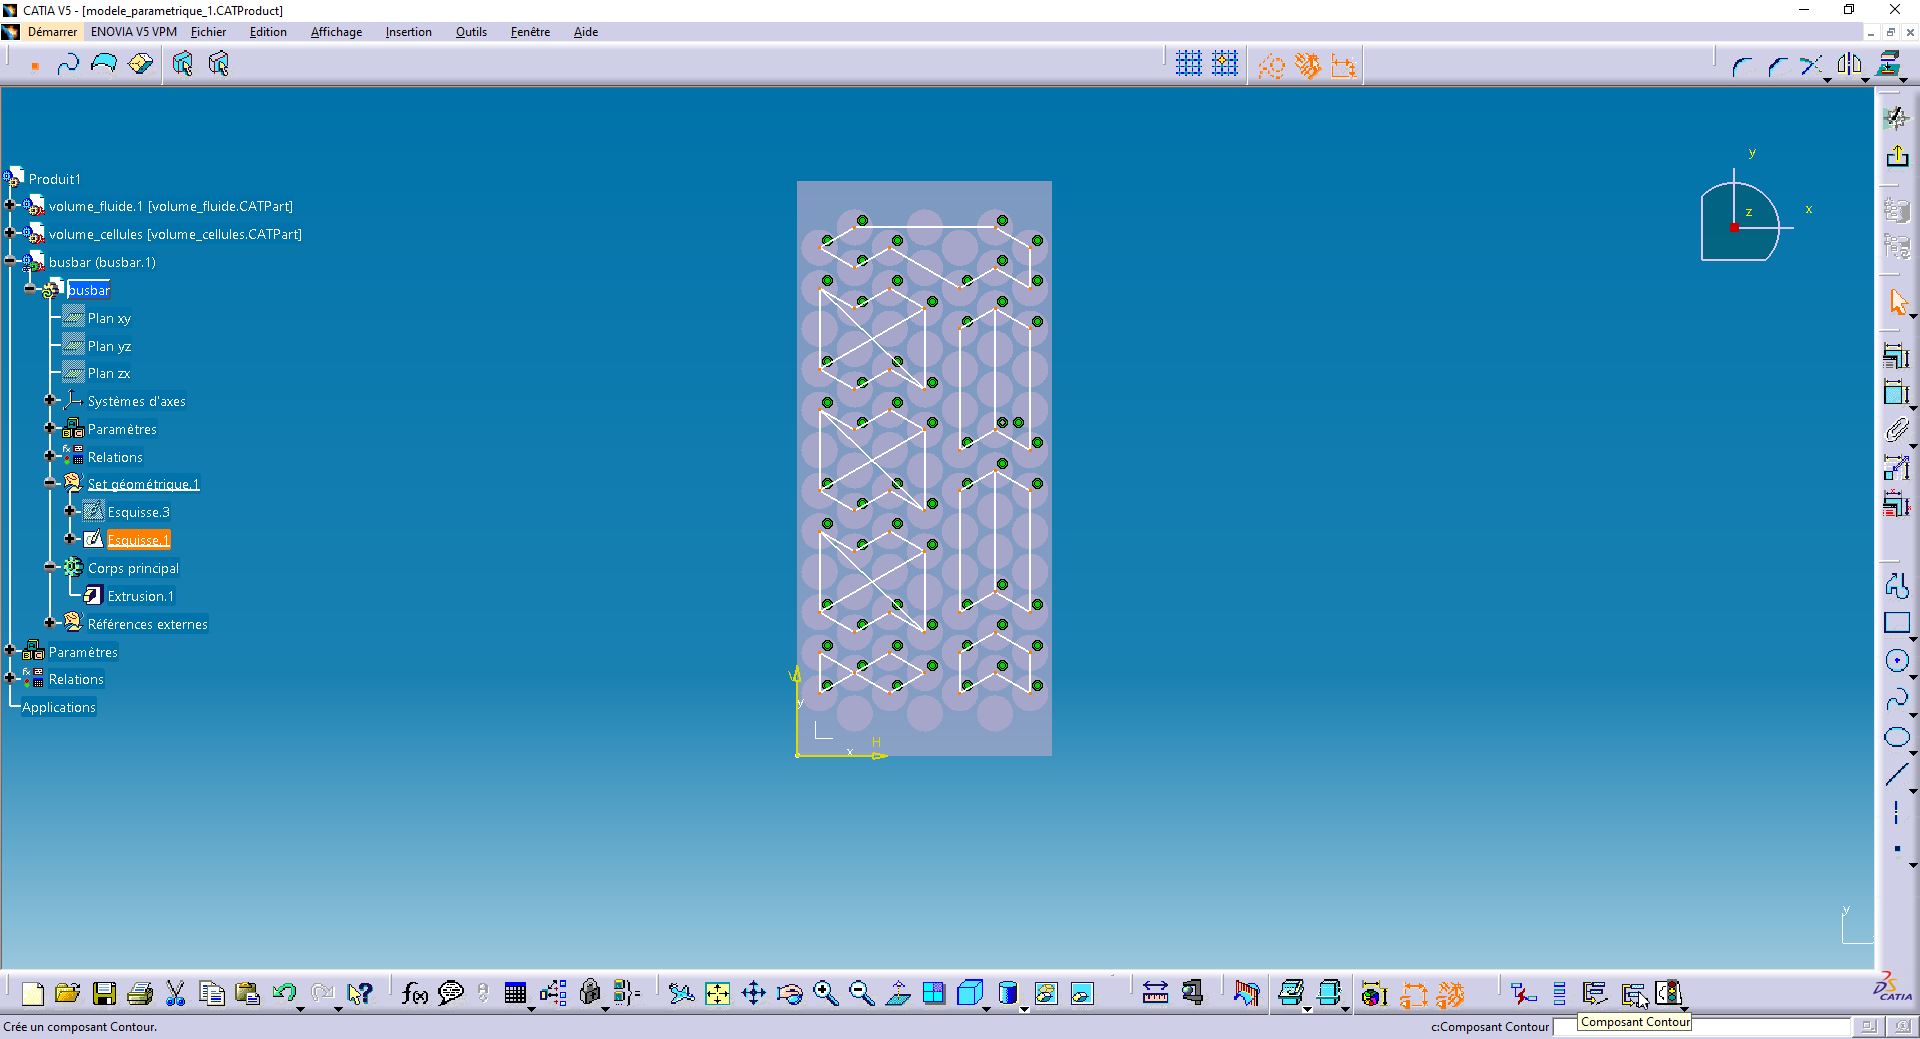 CATIA V5 - [modele_parametrique_1.CATProduct]
Démarrer ENOVIA V5 VPM Fichier Edition Affichage Insertion Outils Fenêtre Aide
Produit1
volume_fluide.1 [volume_fluide.CATPart]
volume_cellules [volume_cellules.CATPart]
busbar (busbar.1)
busbar
Plan xy
Plan yz
Plan zx
Systèmes d'axes
Paramètres
Relations
Set géométrique.1
Esquisse.3
Esquisse.1
Corps principal
Extrusion.1
Références externes
Paramètres
Relations
Applications
y
x
z
V
y
H
x
y
f(x)
DS CATIA
Crée un composant Contour.
c:Composant Contour
Composant Contour